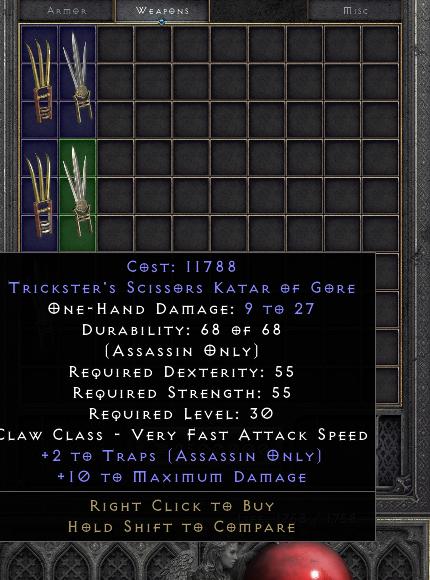 Armor Weapons Misc
Cost: 11788
Trickster's Scissors Katar of Gore
One-Hand Damage: 9 to 27
Durability: 68 of 68
(Assassin Only)
Required Dexterity: 55
Required Strength: 55
Required Level: 30
Claw Class - Very Fast Attack Speed
+2 to Traps (Assassin Only)
+10 to Maximum Damage
Right Click to Buy
Hold Shift to Compare